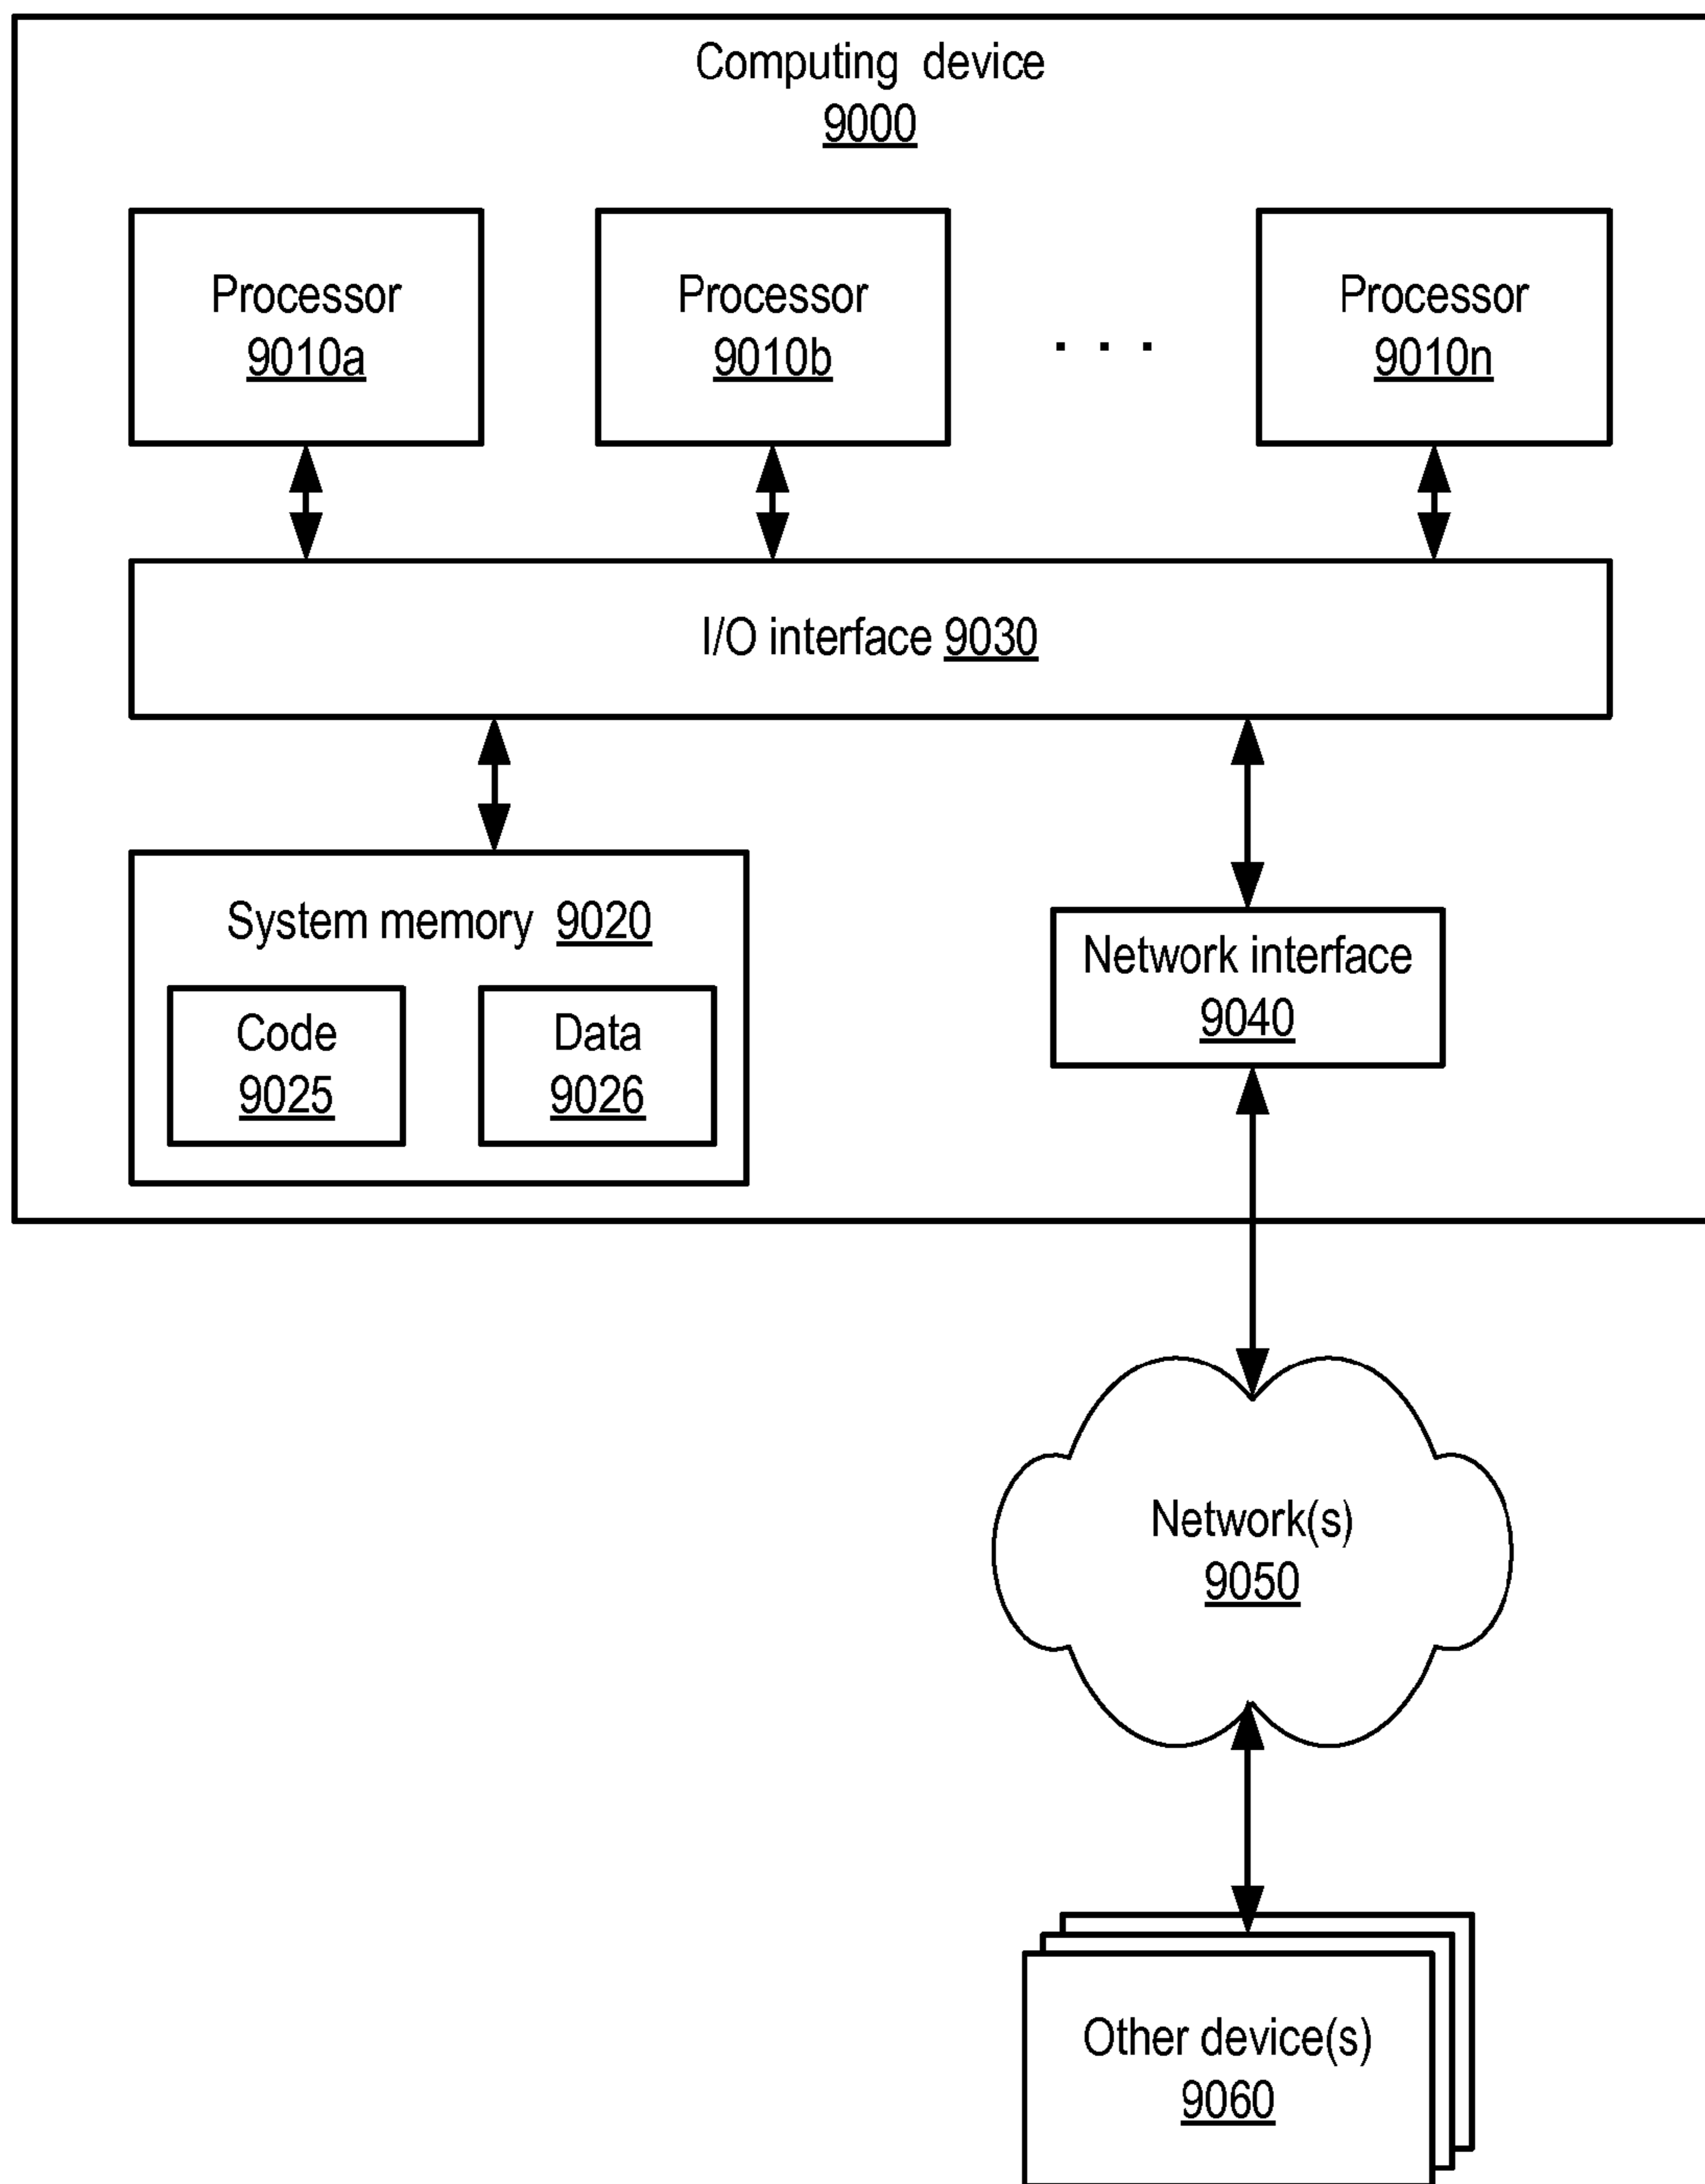 Computing device
9000
Processor
9010a
Processor
9010b
. . .
Processor
9010n
I/O interface 9030
System memory 9020
Code
9025
Data
9026
Network interface
9040
Network(s)
9050
Other device(s)
9060